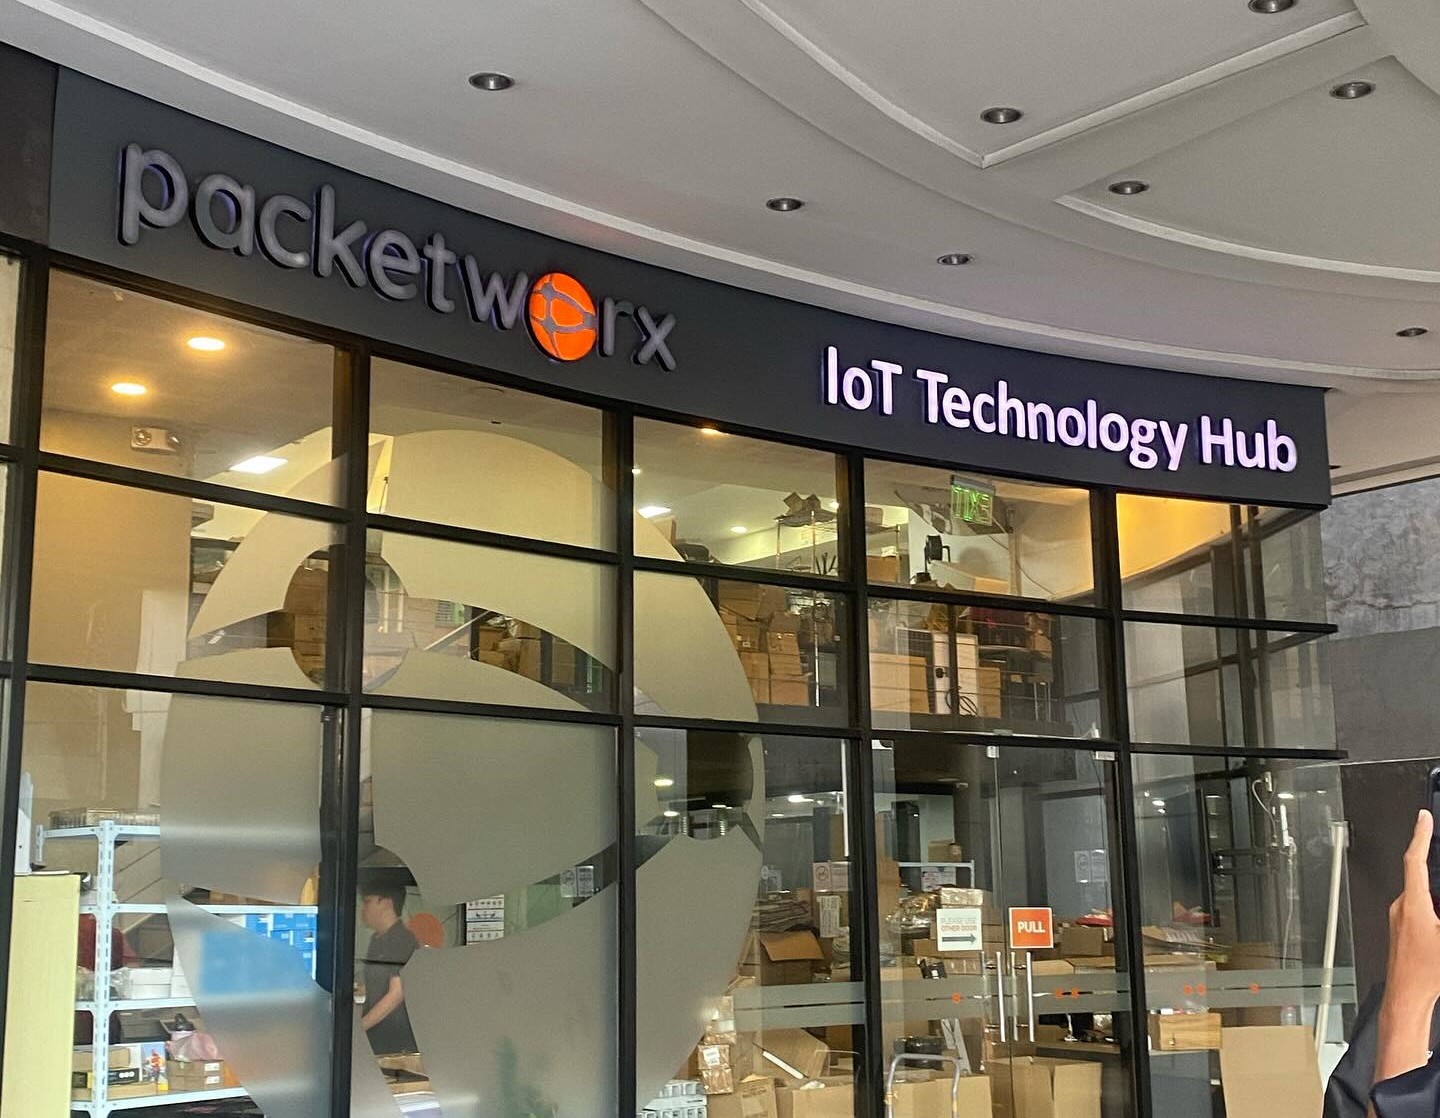 packetworx
IoT Technology Hub
EXIT
PLEASE USE
OTHER DOOR
PULL